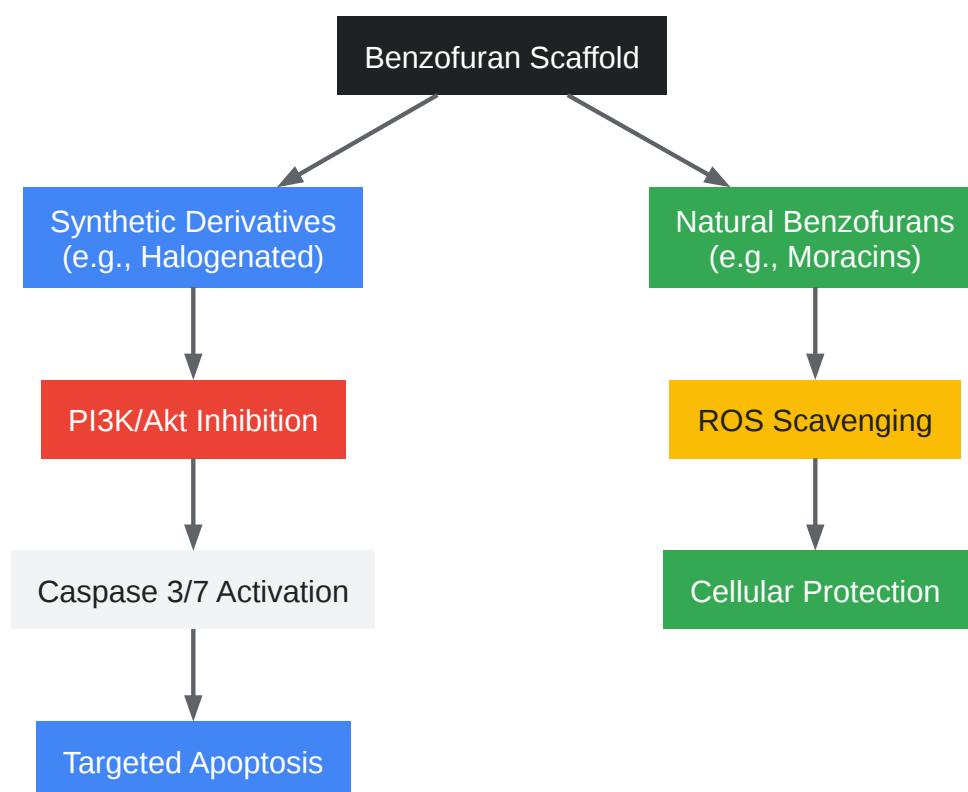 Benzofuran Scaffold
Synthetic Derivatives
(e.g., Halogenated)
Natural Benzofurans
(e.g., Moracins)
PI3K/Akt Inhibition
ROS Scavenging
Caspase 3/7 Activation
Cellular Protection
Targeted Apoptosis